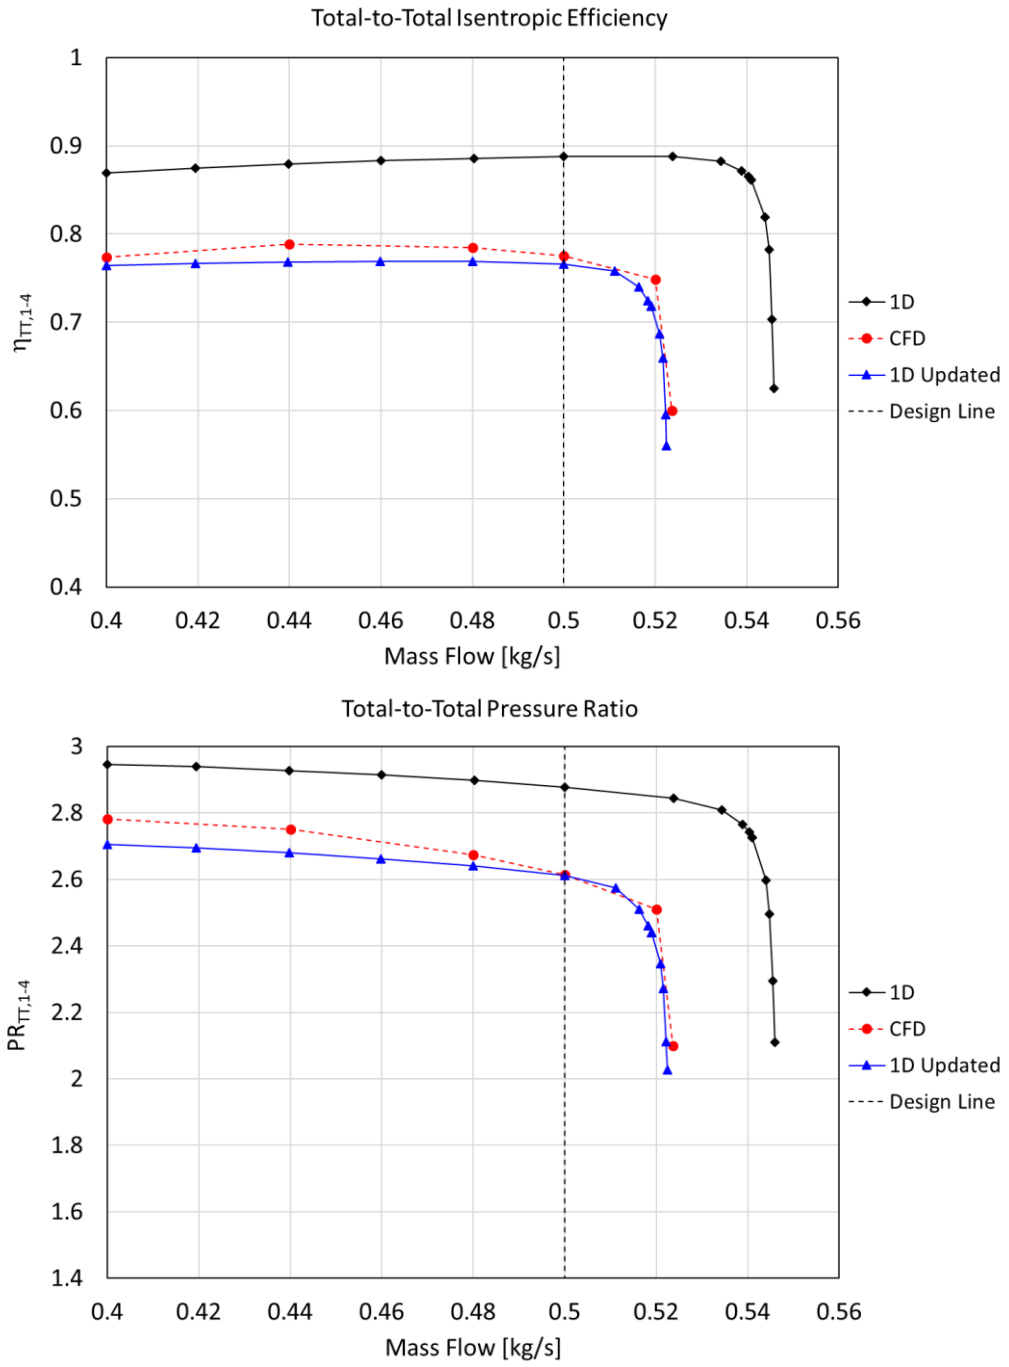 Total-to-Total Isentropic Efficiency
1
0.9
0.8
0.7
0.6
0.5
0.4
ηTT,1-4
0.4 0.42 0.44 0.46 0.48 0.5 0.52 0.54 0.56
Mass Flow [kg/s]
1D
CFD
1D Updated
Design Line
Total-to-Total Pressure Ratio
3
2.8
2.6
2.4
2.2
2
1.8
1.6
1.4
PRTT,1-4
0.4 0.42 0.44 0.46 0.48 0.5 0.52 0.54 0.56
Mass Flow [kg/s]
1D
CFD
1D Updated
Design Line